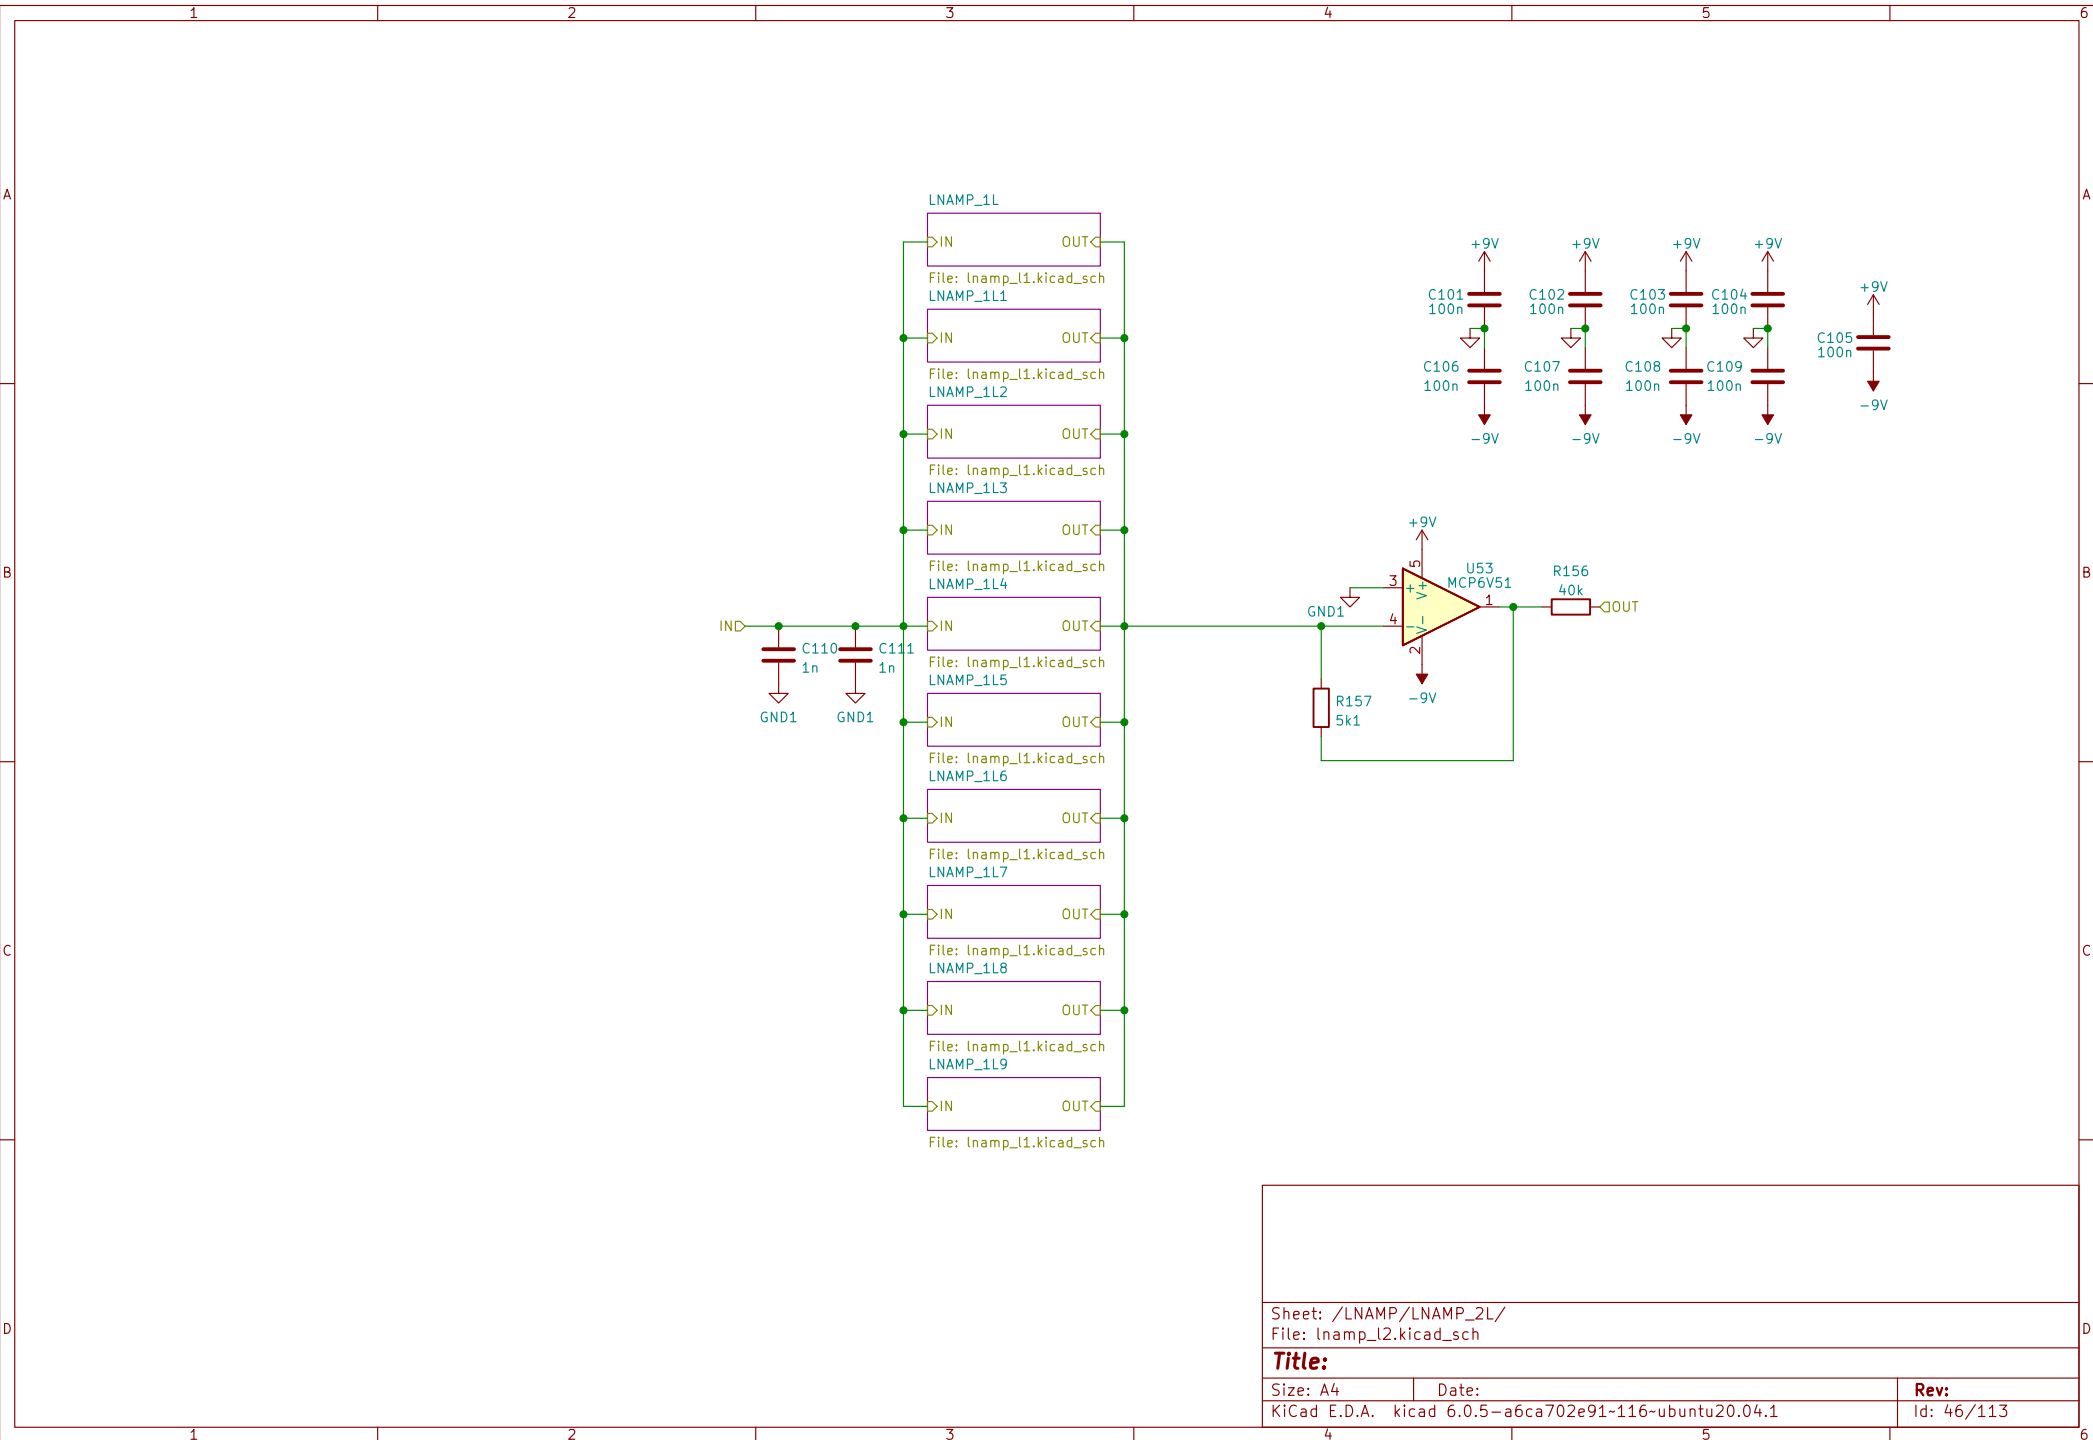 1 2 3 4 5 6
A A
B B
C C
D D
LNAMP_1L
IN OUT
File: lnamp_l1.kicad_sch
LNAMP_1L1
IN OUT
File: lnamp_l1.kicad_sch
LNAMP_1L2
IN OUT
File: lnamp_l1.kicad_sch
LNAMP_1L3
IN OUT
File: lnamp_l1.kicad_sch
LNAMP_1L4
IN OUT
File: lnamp_l1.kicad_sch
LNAMP_1L5
IN OUT
File: lnamp_l1.kicad_sch
LNAMP_1L6
IN OUT
File: lnamp_l1.kicad_sch
LNAMP_1L7
IN OUT
File: lnamp_l1.kicad_sch
LNAMP_1L8
IN OUT
File: lnamp_l1.kicad_sch
LNAMP_1L9
IN OUT
File: lnamp_l1.kicad_sch
IN
C110
1n
GND1
C111
1n
GND1
+9V +9V +9V +9V
C101 C102 C103 C104
100n 100n 100n 100n
C106 C107 C108 C109
100n 100n 100n 100n
-9V -9V -9V -9V
+9V
C105
100n
-9V
+9V
5
U53
MCP6V51
3
+
V+
1
4
-
V-
2
-9V
GND1
R156
40k
OUT
R157
5k1
Sheet: /LNAMP/LNAMP_2L/
File: lnamp_l2.kicad_sch
Title:
Size: A4 Date: Rev:
KiCad E.D.A. kicad 6.0.5-a6ca702e91~116~ubuntu20.04.1 Id: 46/113
1 2 3 4 5 6